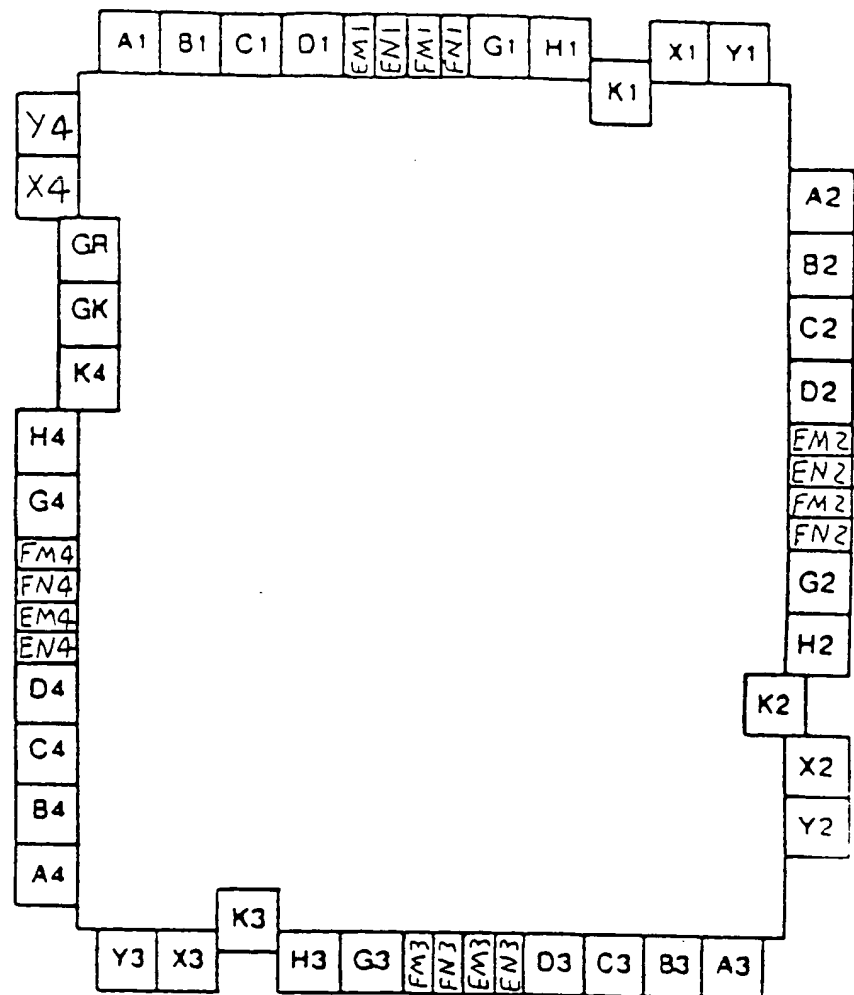 A1 B1 C1 D1 EM1 EN1 FM1 FN1 G1 H1 K1 X1 Y1
A2
B2
C2
D2
EM2
EN2
FM2
FN2
G2
H2
K2
X2
Y2
Y4
X4
GR
GK
K4
H4
G4
FM4
FN4
EM4
EN4
D4
C4
B4
A4
Y3 X3 K3 H3 G3 FM3 FN3 EM3 EN3 D3 C3 B3 A3